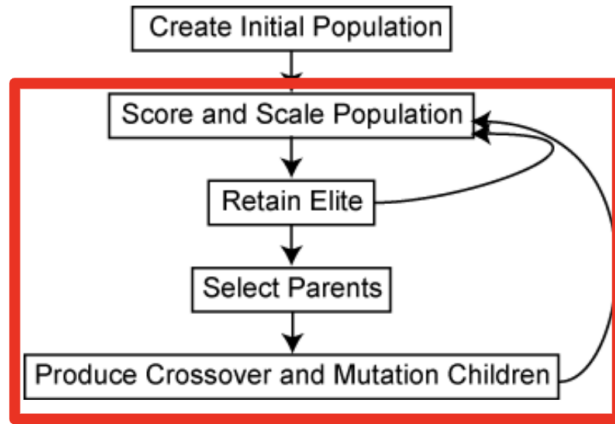 Create Initial Population
Score and Scale Population
Retain Elite
Select Parents
Produce Crossover and Mutation Children